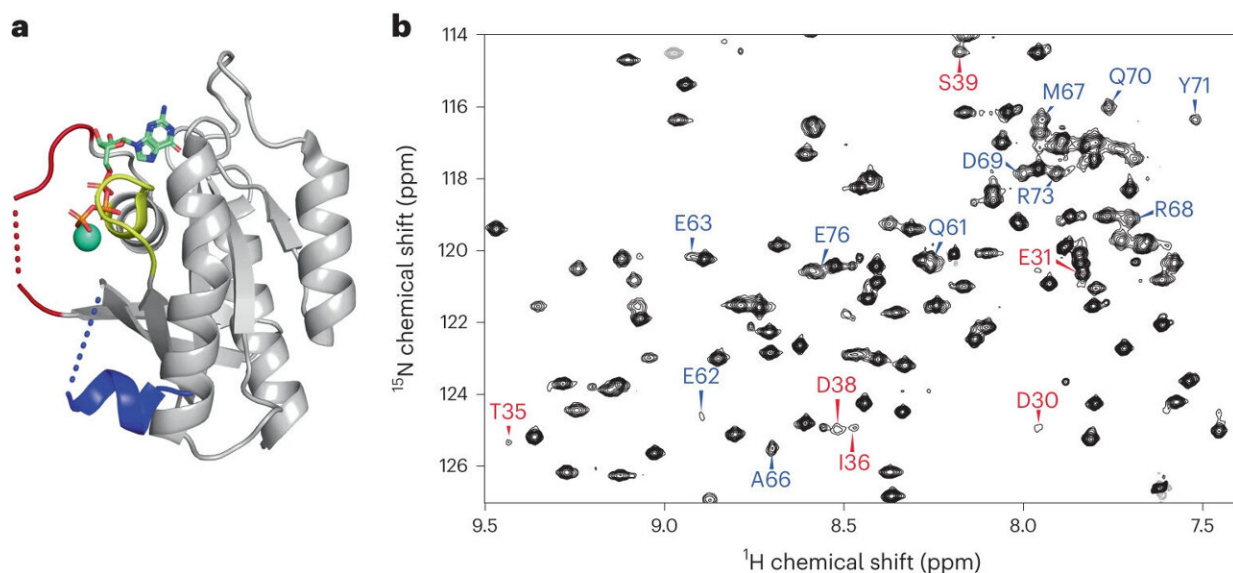 a
b
114
116
118
120
122
124
126
¹⁵N chemical shift (ppm)
S39
M67
Q70
Y71
D69
R73
R68
E63
E76
Q61
E31
E62
D38
D30
T35
A66
I36
9.5
9.0
8.5
8.0
7.5
¹H chemical shift (ppm)